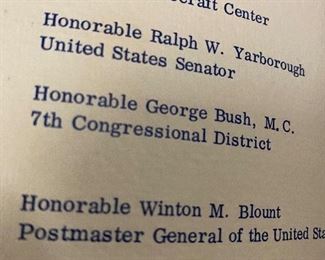 Center
Honorable Ralph W. Yarborough
United States Senator
Honorable George Bush, M.C.
7th Congressional District
Honorable Winton M. Blount
Postmaster General of the United